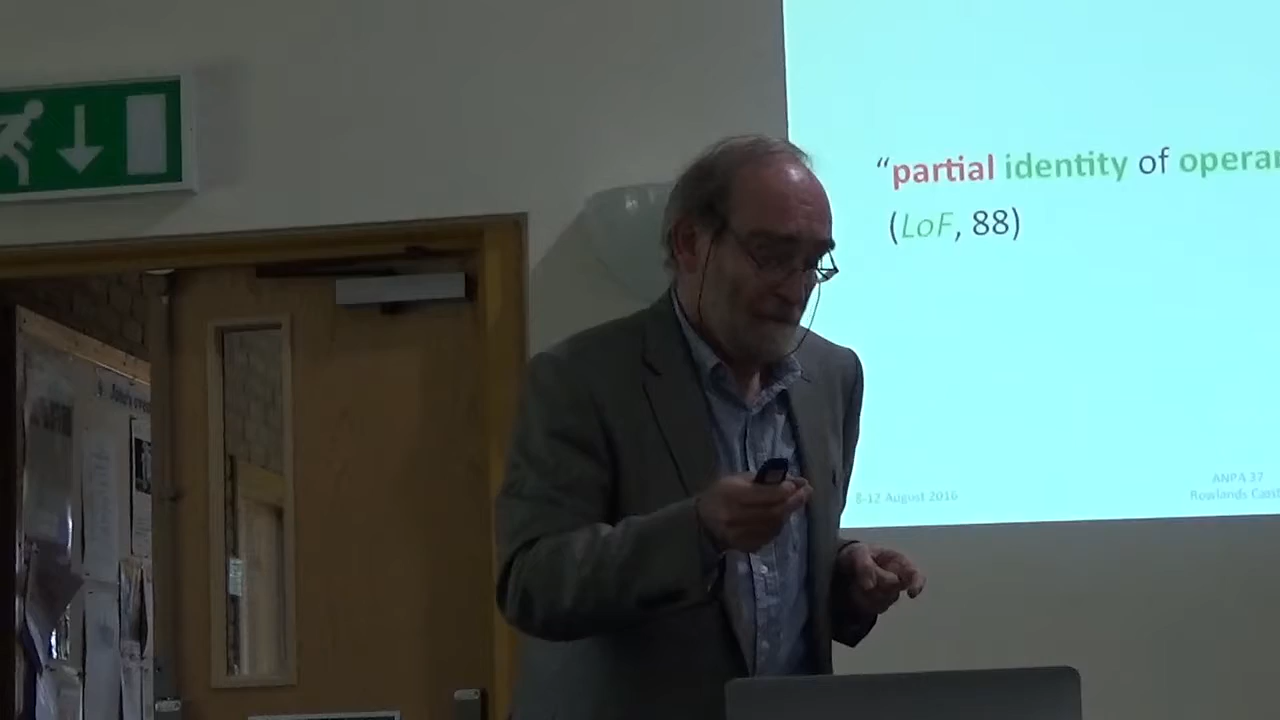 “partial identity of opera
(LoF, 88)
8-12 August 2016
ANPA 37
Rowlands Cast